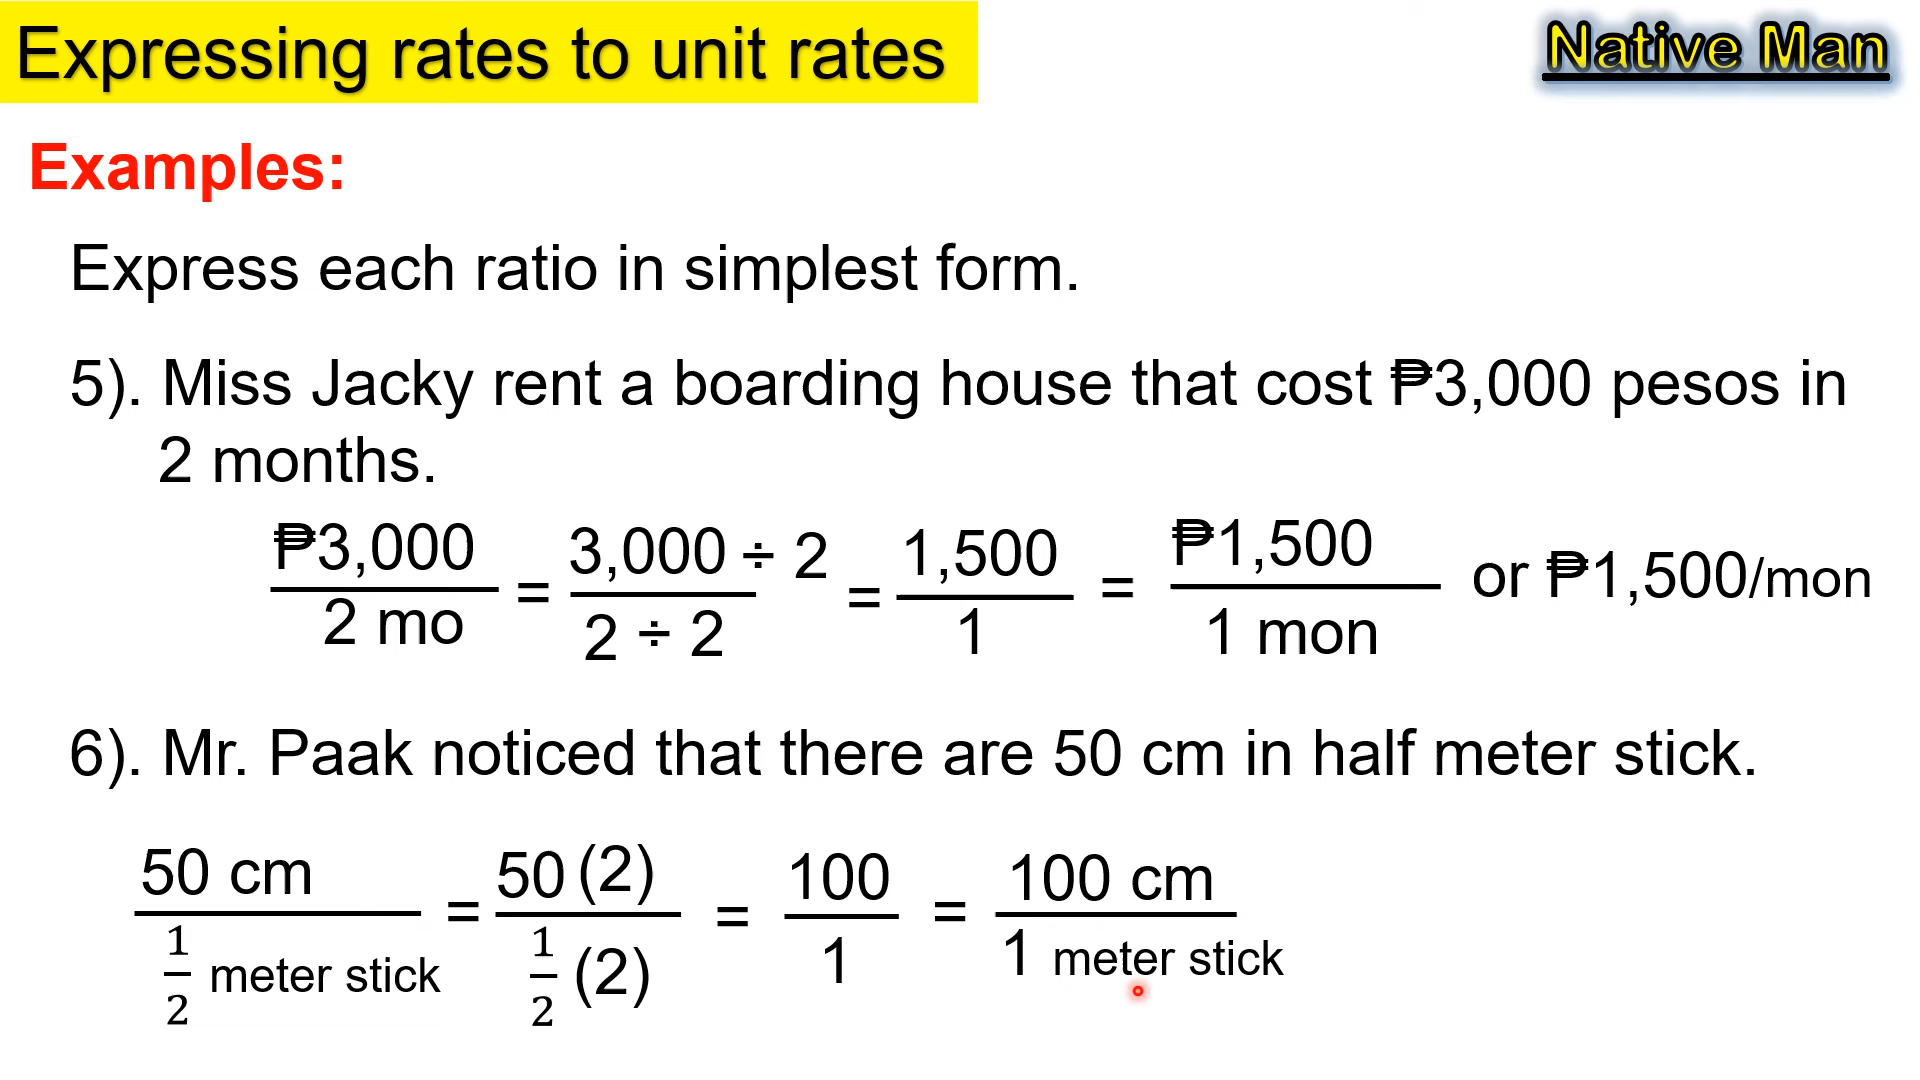 Expressing rates to unit rates
Native Man
Examples:
Express each ratio in simplest form.
5). Miss Jacky rent a boarding house that cost ₱3,000 pesos in
2 months.
₱3,000 / 2 mo = 3,000 ÷ 2 / 2 ÷ 2 = 1,500 / 1 = ₱1,500 / 1 mon or ₱1,500/mon
6). Mr. Paak noticed that there are 50 cm in half meter stick.
50 cm / 1/2 meter stick = 50 (2) / 1/2 (2) = 100 / 1 = 100 cm / 1 meter stick